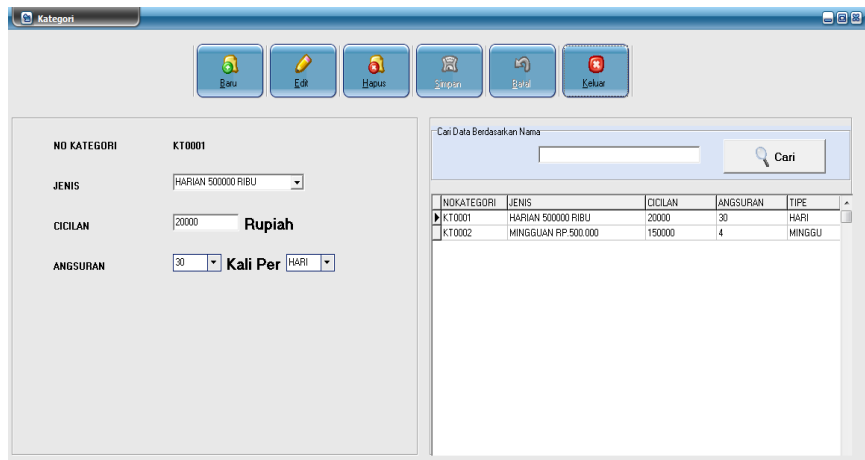 Kategori
Baru Edit Hapus Simpan Batal Keluar
NO KATEGORI KT0001
JENIS HARIAN 500000 RIBU
CICILAN 20000 Rupiah
ANGSURAN 30 Kali Per HARI
Cari Data Berdasarkan Nama
Cari
NOKATEGORI JENIS CICILAN ANGSURAN TIPE
KT0001 HARIAN 500000 RIBU 20000 30 HARI
KT0002 MINGGUAN RP.500.000 150000 4 MINGGU